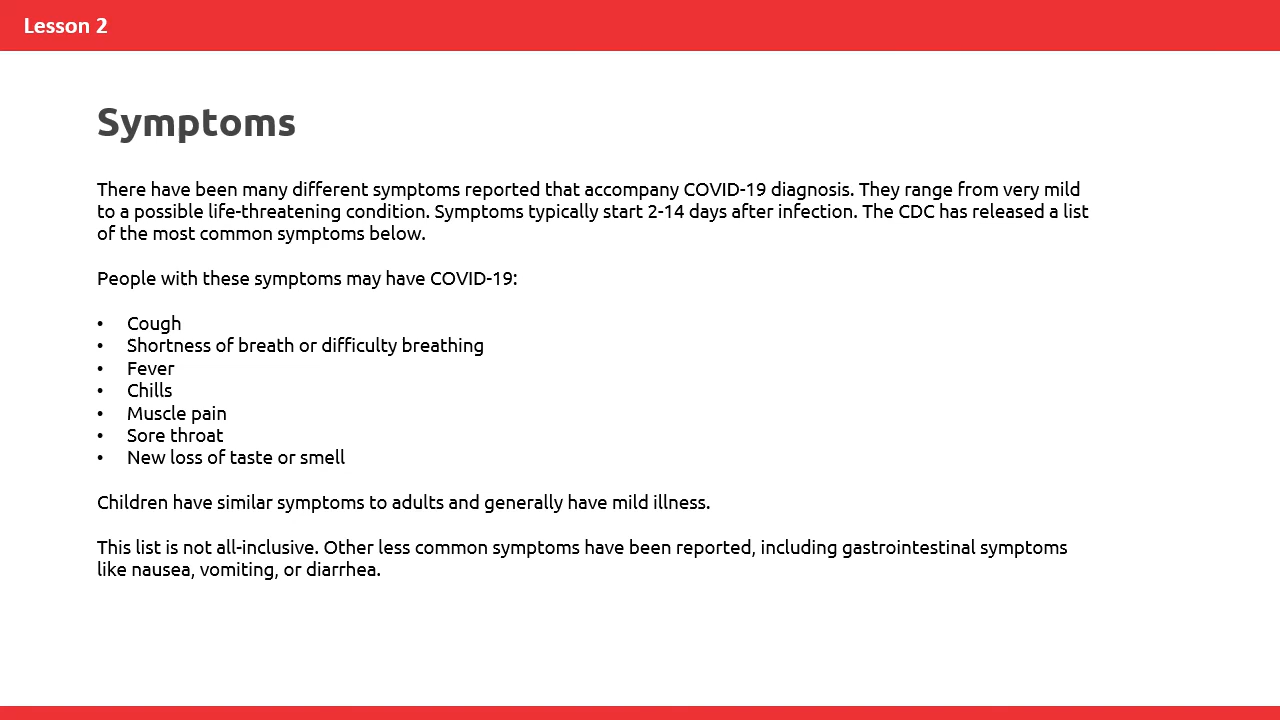 Lesson 2
Symptoms
There have been many different symptoms reported that accompany COVID-19 diagnosis. They range from very mild
to a possible life-threatening condition. Symptoms typically start 2-14 days after infection. The CDC has released a list
of the most common symptoms below.
People with these symptoms may have COVID-19:
• Cough
• Shortness of breath or difficulty breathing
• Fever
• Chills
• Muscle pain
• Sore throat
• New loss of taste or smell
Children have similar symptoms to adults and generally have mild illness.
This list is not all-inclusive. Other less common symptoms have been reported, including gastrointestinal symptoms
like nausea, vomiting, or diarrhea.